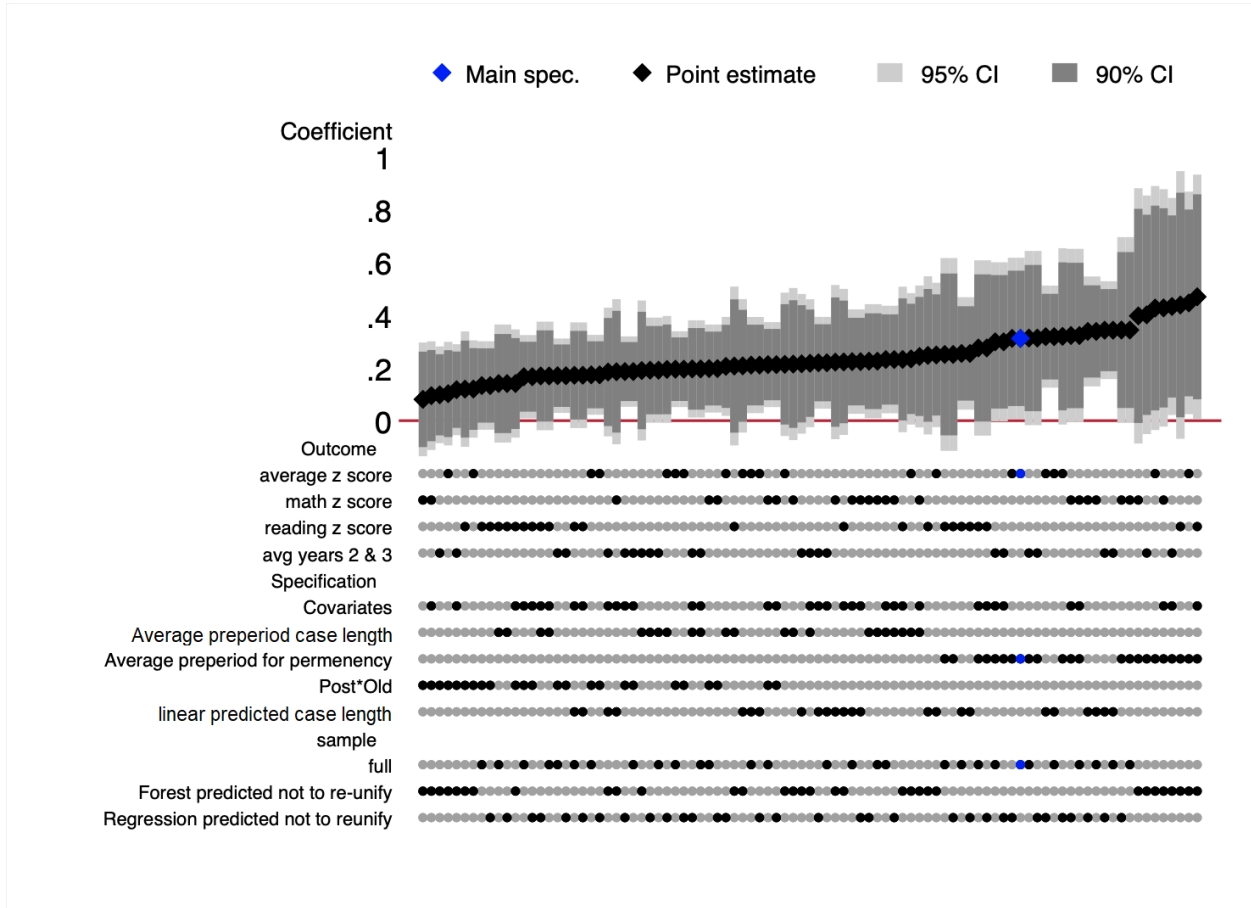 Main spec. Point estimate 95% CI 90% CI
Coefficient
1
.8
.6
.4
.2
0
Outcome
average z score
math z score
reading z score
avg years 2 & 3
Specification
Covariates
Average preperiod case length
Average preperiod for permenency
Post*Old
linear predicted case length
sample
full
Forest predicted not to re-unify
Regression predicted not to reunify